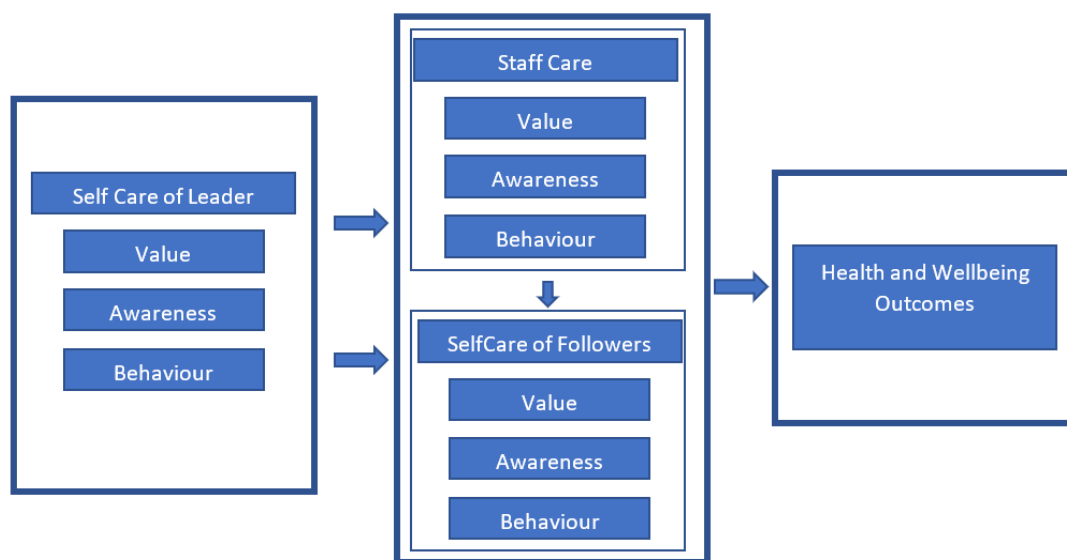 Self Care of Leader
Value
Awareness
Behaviour
Staff Care
Value
Awareness
Behaviour
SelfCare of Followers
Value
Awareness
Behaviour
Health and Wellbeing
Outcomes